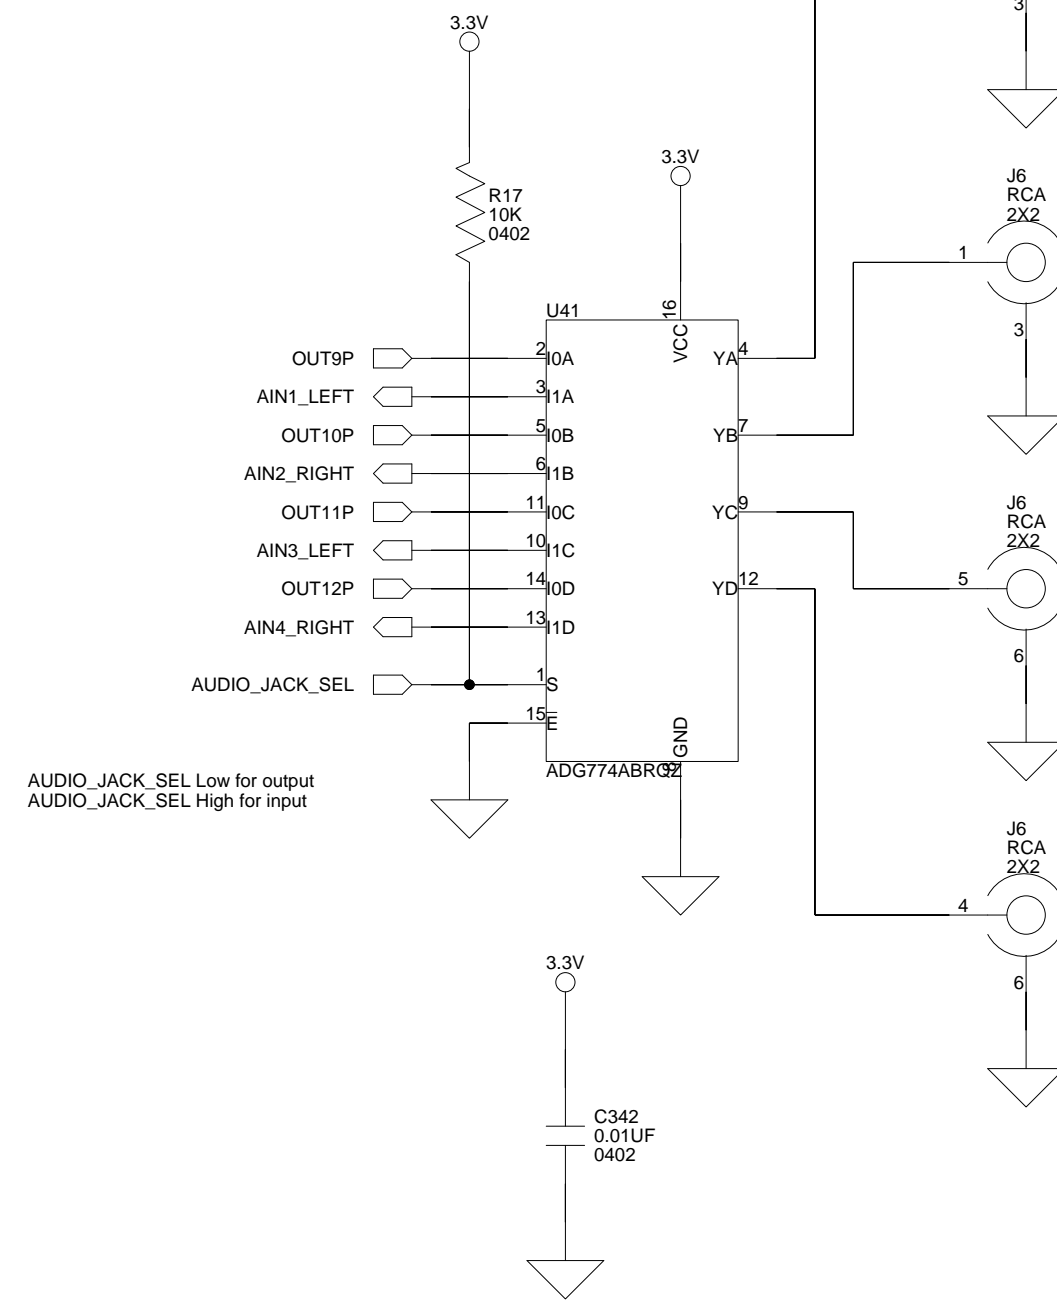 3.3V
3
3.3V
R17
10K
0402
J6
RCA
2X2
1
3
U41
16
VCC
OUT9P
2
I0A
YA
4
AIN1_LEFT
3
I1A
OUT10P
5
I0B
YB
7
AIN2_RIGHT
6
I1B
OUT11P
11
I0C
YC
9
AIN3_LEFT
10
I1C
OUT12P
14
I0D
YD
12
AIN4_RIGHT
13
I1D
AUDIO_JACK_SEL
1
S
15
E
GND
8
ADG774ABRQZ
J6
RCA
2X2
5
6
AUDIO_JACK_SEL Low for output
AUDIO_JACK_SEL High for input
J6
RCA
2X2
4
6
3.3V
C342
0.01UF
0402